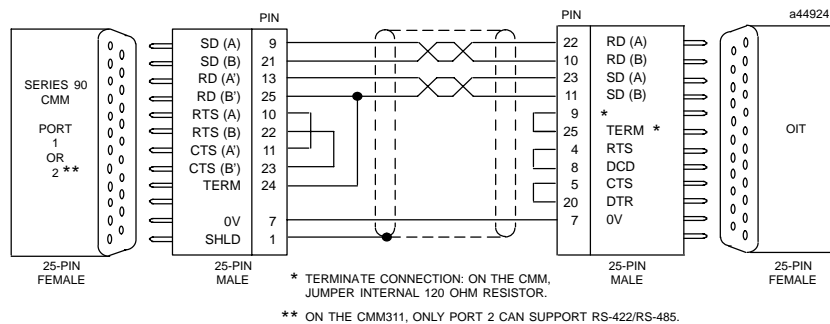 a44924
PIN
PIN
SERIES 90
CMM
PORT
1
OR
2 **
SD (A) 9
SD (B) 21
RD (A') 13
RD (B') 25
RTS (A) 10
RTS (B) 22
CTS (A') 11
CTS (B') 23
TERM 24
0V 7
SHLD 1
22 RD (A)
10 RD (B)
23 SD (A)
11 SD (B)
9 *
25 TERM *
4 RTS
8 DCD
5 CTS
20 DTR
7 0V
OIT
25-PIN
FEMALE
25-PIN
MALE
25-PIN
MALE
25-PIN
FEMALE
* TERMINATE CONNECTION: ON THE CMM,
JUMPER INTERNAL 120 OHM RESISTOR.
** ON THE CMM311, ONLY PORT 2 CAN SUPPORT RS-422/RS-485.